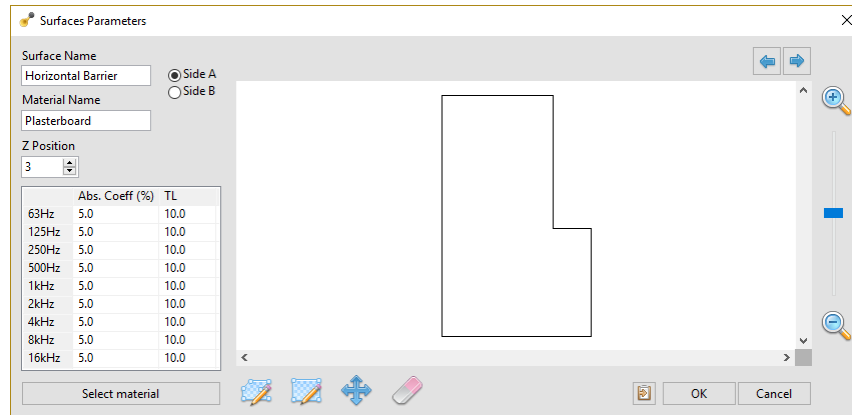 Surfaces Parameters
Surface Name
Horizontal Barrier
Side A
Side B
Material Name
Plasterboard
Z Position
3
Abs. Coeff (%) TL
63Hz 5.0 10.0
125Hz 5.0 10.0
250Hz 5.0 10.0
500Hz 5.0 10.0
1kHz 5.0 10.0
2kHz 5.0 10.0
4kHz 5.0 10.0
8kHz 5.0 10.0
16kHz 5.0 10.0
Select material
OK
Cancel